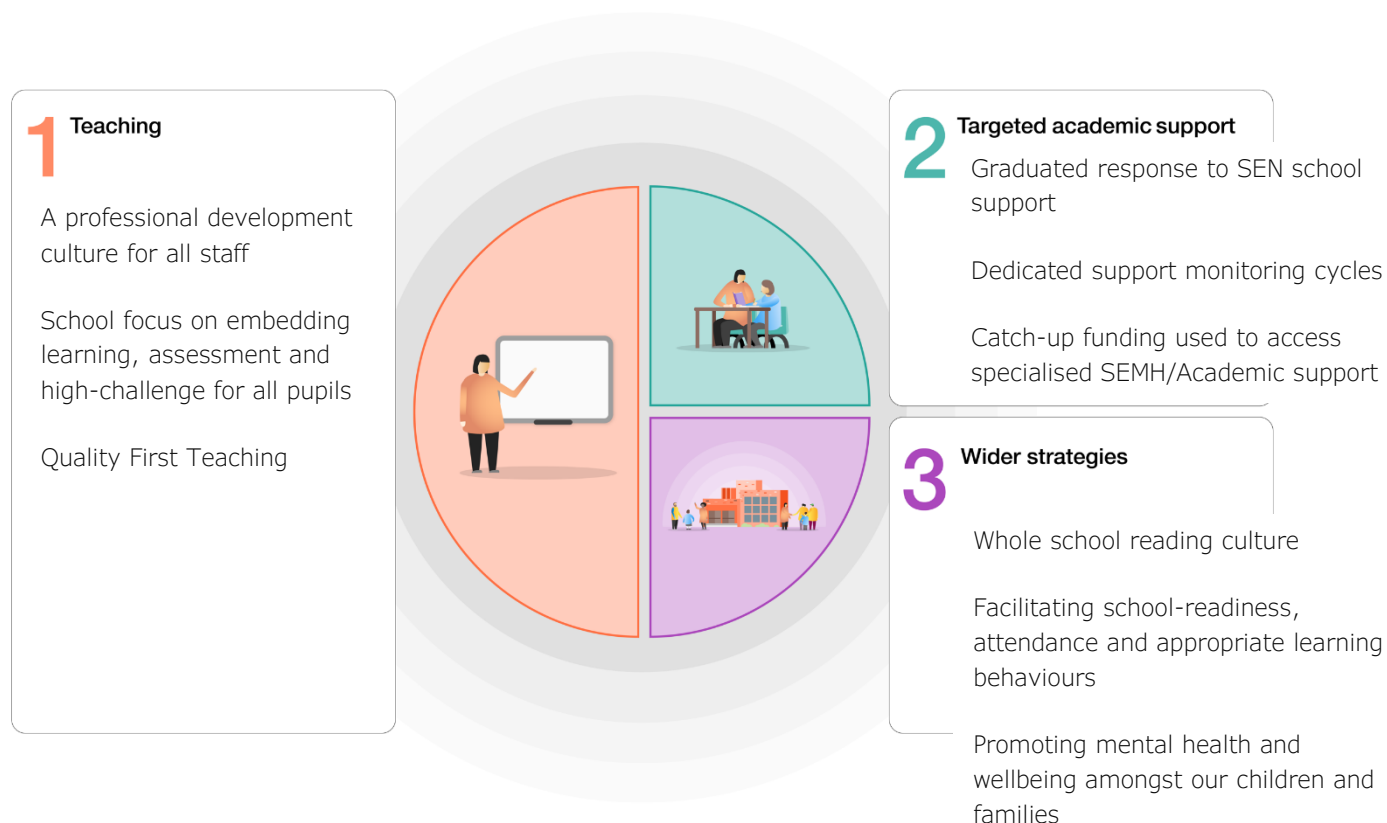 1 Teaching
A professional development
culture for all staff
School focus on embedding
learning, assessment and
high-challenge for all pupils
Quality First Teaching
2 Targeted academic support
Graduated response to SEN school
support
Dedicated support monitoring cycles
Catch-up funding used to access
specialised SEMH/Academic support
3 Wider strategies
Whole school reading culture
Facilitating school-readiness,
attendance and appropriate learning
behaviours
Promoting mental health and
wellbeing amongst our children and
families